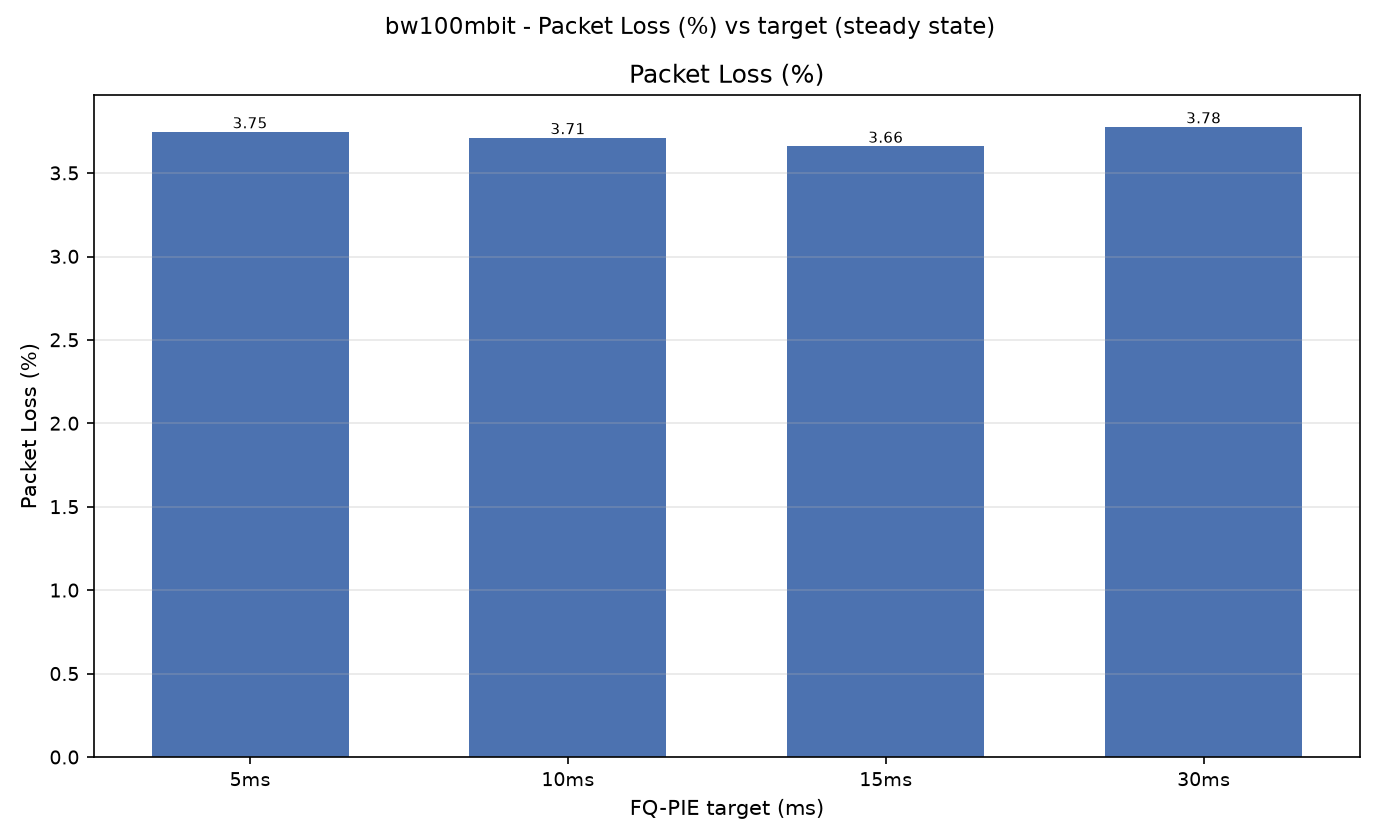 bw100mbit - Packet Loss (%) vs target (steady state)
Packet Loss (%)
3.75
3.71
3.66
3.78
Packet Loss (%)
3.5
3.0
2.5
2.0
1.5
1.0
0.5
0.0
5ms
10ms
15ms
30ms
FQ-PIE target (ms)